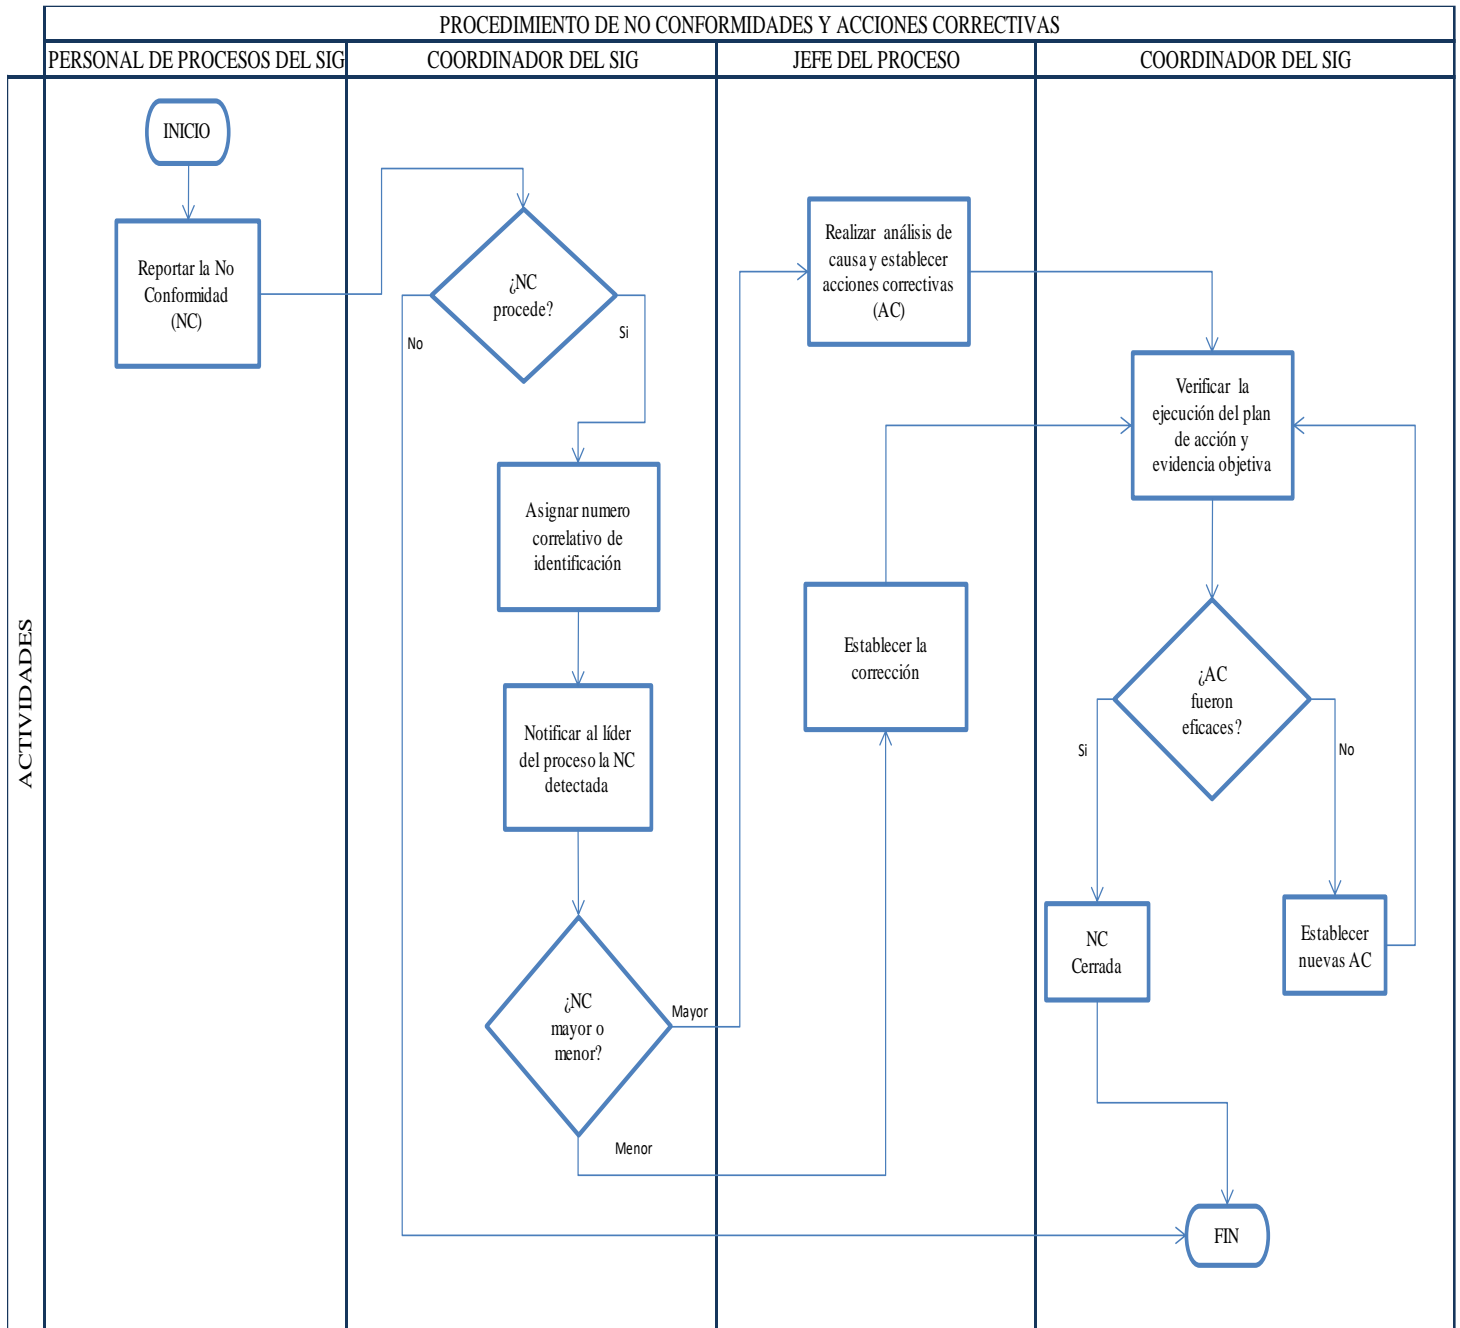 PROCEDIMIENTO DE NO CONFORMIDADES Y ACCIONES CORRECTIVAS
PERSONAL DE PROCESOS DEL SIG
COORDINADOR DEL SIG
JEFE DEL PROCESO
COORDINADOR DEL SIG
ACTIVIDADES
INICIO
Reportar la No
Conformidad
(NC)
¿NC
procede?
No
Si
Asignar numero
correlativo de
identificación
Notificar al líder
del proceso la NC
detectada
¿NC
mayor o
menor?
Mayor
Menor
Realizar análisis de
causa y establecer
acciones correctivas
(AC)
Establecer la
corrección
Verificar la
ejecución del plan
de acción y
evidencia objetiva
¿AC
fueron
eficaces?
Si
No
NC
Cerrada
Establecer
nuevas AC
FIN